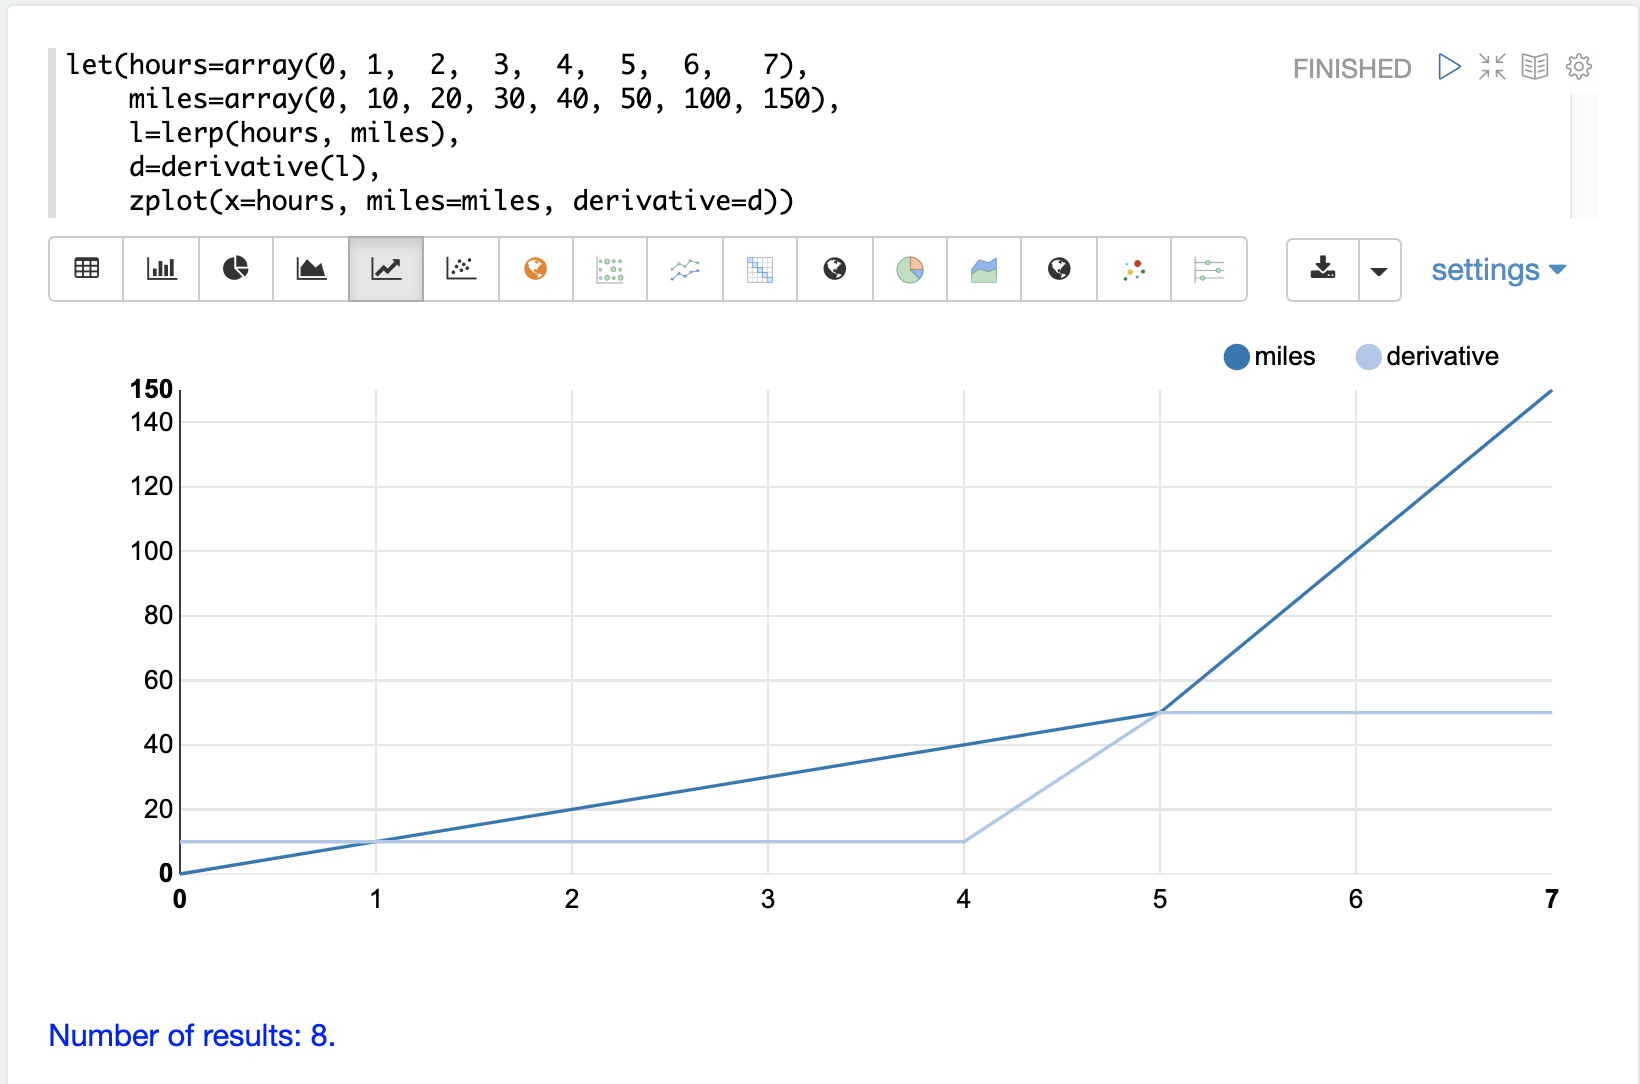 let(hours=array(0, 1,  2,  3,  4,  5,  6,   7),
    miles=array(0, 10, 20, 30, 40, 50, 100, 150),
    l=lerp(hours, miles),
    d=derivative(l),
    zplot(x=hours, miles=miles, derivative=d))
FINISHED
settings
miles derivative
150
140
120
100
80
60
40
20
0
0 1 2 3 4 5 6 7
Number of results: 8.